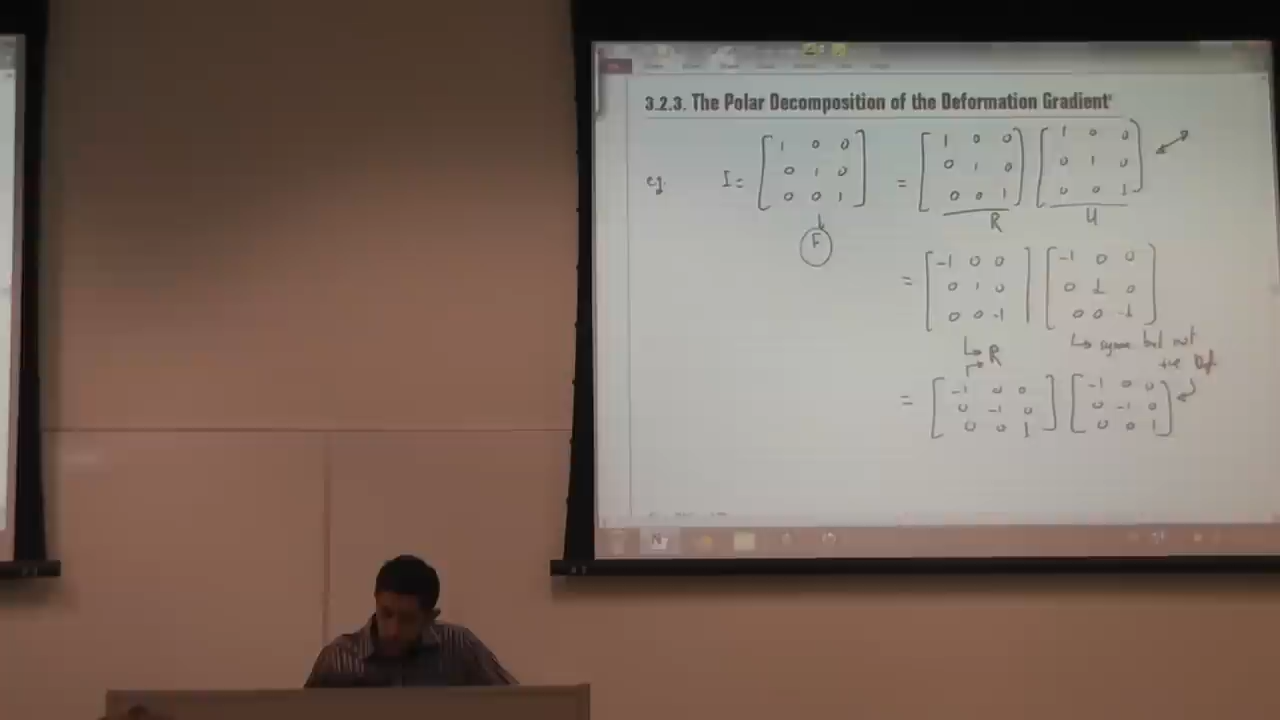 3.2.3. The Polar Decomposition of the Deformation Gradient
eg. I = [ 1 0 0 = [ 1 0 0 [ 1 0 0
0 1 0 0 1 0 0 1 0
0 0 1 ] 0 0 1 ] 0 0 1 ]
F R U
= [ -1 0 0 [ -1 0 0
0 1 0 0 1 0
0 0 -1 ] 0 0 -1 ]
↳ R ↳ symm but not
+ve Def.
= [ -1 0 0 [ -1 0 0
0 -1 0 0 -1 0
0 0 1 ] 0 0 1 ]